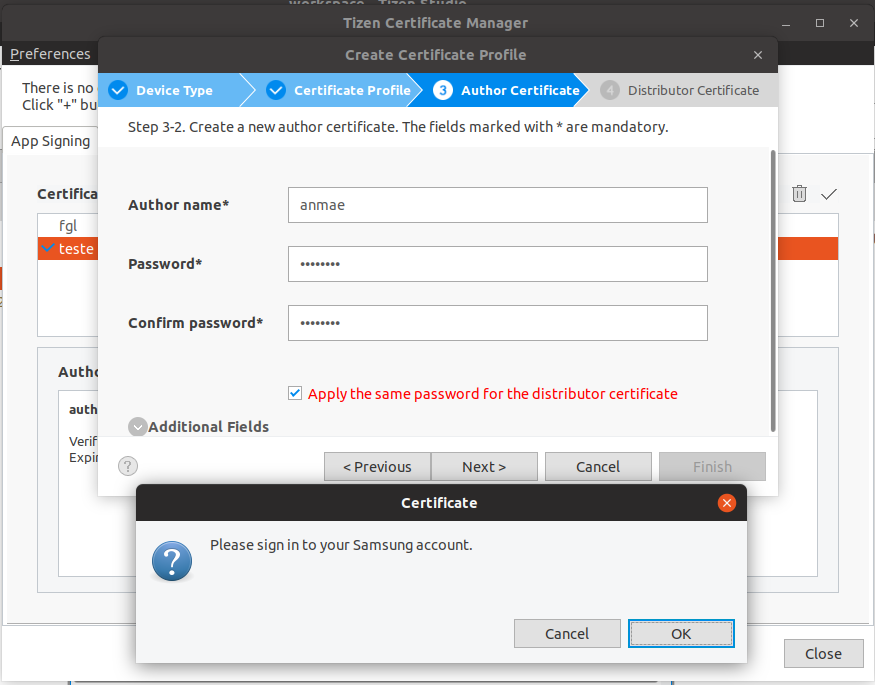 workspace - Tizen Studio
Tizen Certificate Manager
Preferences
Create Certificate Profile
There is no
Click "+" bu
Device Type
Certificate Profile
3 Author Certificate
4 Distributor Certificate
Step 3-2. Create a new author certificate. The fields marked with * are mandatory.
App Signing
Certifica
fgl
teste
Author name*
anmae
Password*
••••••••
Confirm password*
••••••••
Apply the same password for the distributor certificate
Additional Fields
Autho
auth
Verif
Expir
?
< Previous
Next >
Cancel
Finish
Certificate
?
Please sign in to your Samsung account.
Cancel
OK
Close